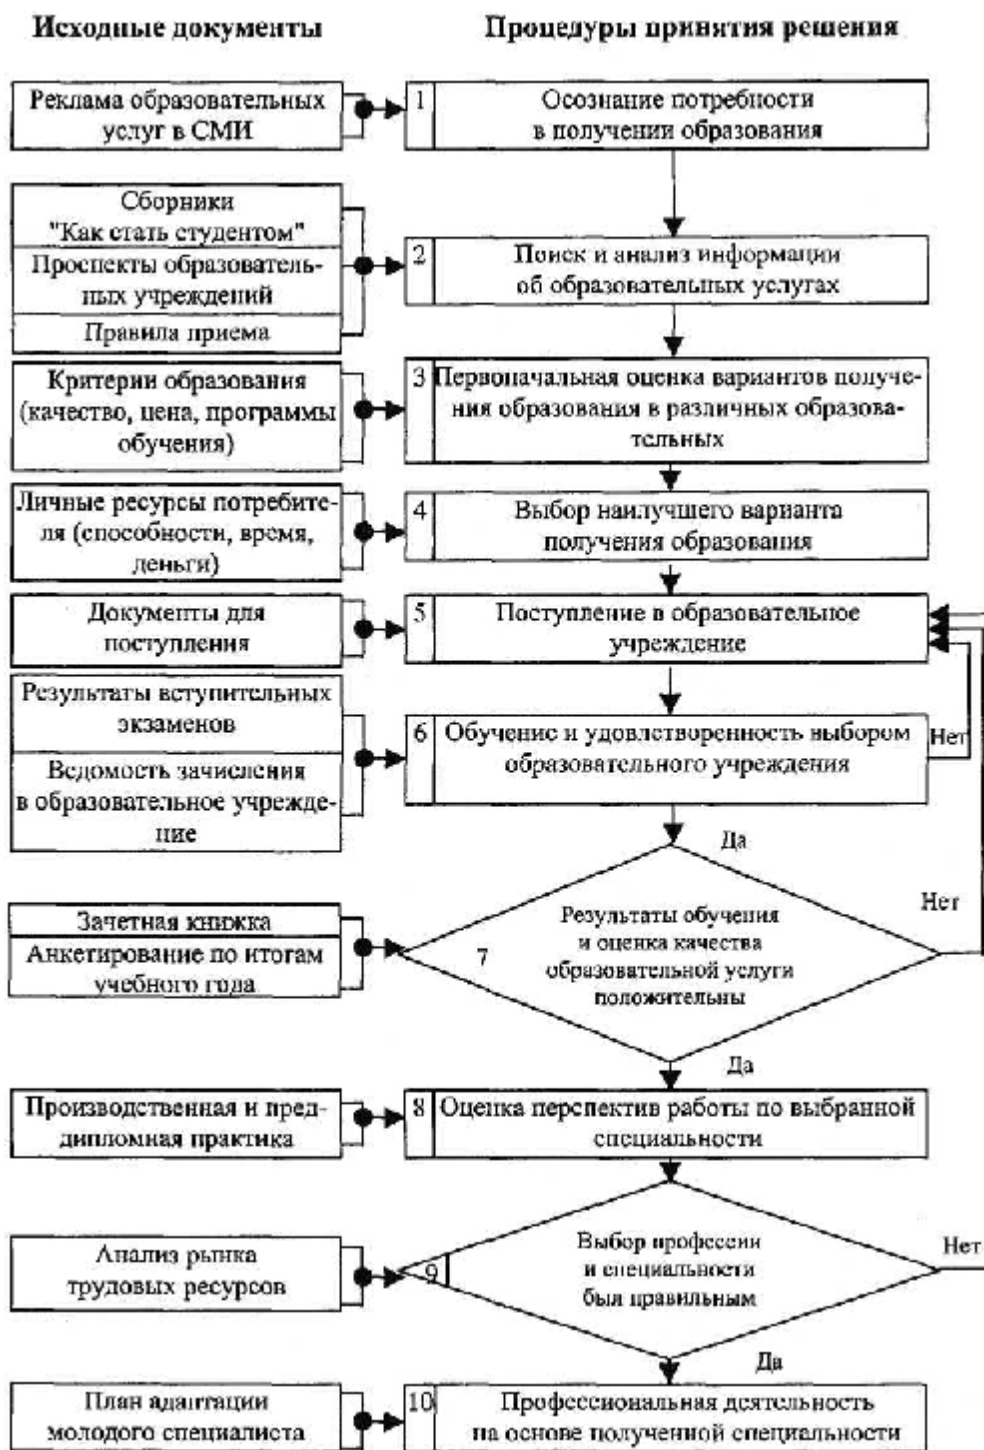 Исходные документы
Процедуры принятия решения
Реклама образовательных
услуг в СМИ
1
Осознание потребности
в получении образования
Сборники
"Как стать студентом"
Проспекты образователь-
ных учреждений
Правила приема
2
Поиск и анализ информации
об образовательных услугах
Критерии образования
(качество, цена, программы
обучения)
3
Первоначальная оценка вариантов получе-
ния образования в различных образова-
тельных
Личные ресурсы потребите-
ля (способности, время,
деньги)
4
Выбор наилучшего варианта
получения образования
Документы для
поступления
5
Поступление в образовательное
учреждение
Результаты вступительных
экзаменов
Ведомость зачисления
в образовательное учрежде-
ние
6
Обучение и удовлетворенность выбором
образовательного учреждения
Нет
Да
Зачетная книжка
Анкетирование по итогам
учебного года
7
Результаты обучения
и оценка качества
образовательной услуги
положительны
Нет
Да
Производственная и пред-
дипломная практика
8
Оценка перспектив работы по выбранной
специальности
Анализ рынка
трудовых ресурсов
9
Выбор профессии
и специальности
был правильным
Нет
Да
План адаптации
молодого специалиста
10
Профессиональная деятельность
на основе полученной специальности